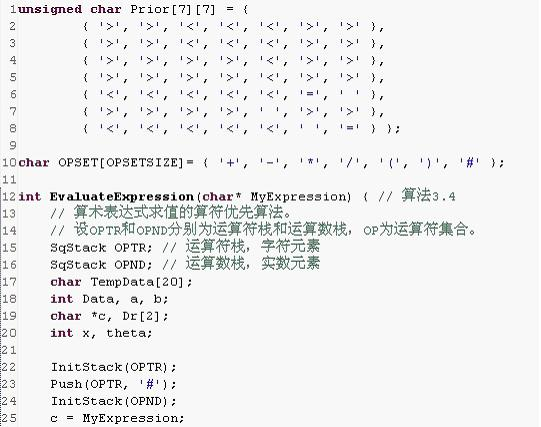 1 unsigned char Prior[7][7] = {
2 { '>', '>', '<', '<', '<', '>', '>' },
3 { '>', '>', '<', '<', '<', '>', '>' },
4 { '>', '>', '>', '>', '<', '>', '>' },
5 { '>', '>', '>', '>', '<', '>', '>' },
6 { '<', '<', '<', '<', '<', '=', ' ' },
7 { '>', '>', '>', '>', ' ', '>', '>' },
8 { '<', '<', '<', '<', '<', ' ', '=' } };
9
10 char OPSET[OPSETSIZE]= { '+', '-', '*', '/', '(', ')', '#' };
11
12 int EvaluateExpression(char* MyExpression) { // 算法3.4
13 // 算术表达式求值的算符优先算法。
14 // 设OPTR和OPND分别为运算符栈和运算数栈，OP为运算符集合。
15 SqStack OPTR; // 运算符栈，字符元素
16 SqStack OPND; // 运算数栈，实数元素
17 char TempData[20];
18 int Data, a, b;
19 char *c, Dr[2];
20 int x, theta;
21
22 InitStack(OPTR);
23 Push(OPTR, '#');
24 InitStack(OPND);
25 c = MyExpression;